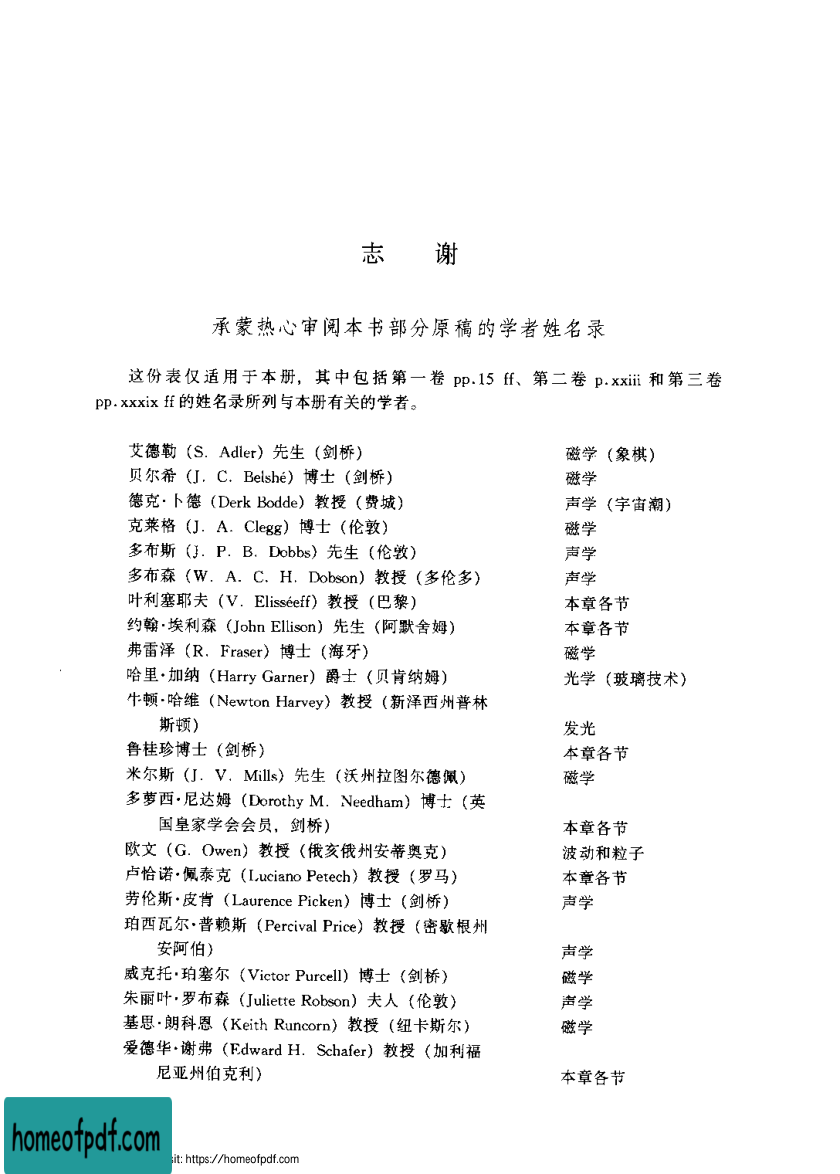 志 谢
承蒙热心审阅本书部分原稿的学者姓名录
这份表仅适用于本册，其中包括第一卷 pp.15 ff、第二卷 p.xxiii 和第三卷
pp.xxxix ff 的姓名录所列与本册有关的学者。
艾德勒（S. Adler）先生（剑桥） 磁学（象棋）
贝尔希（J. C. Belshé）博士（剑桥） 磁学
德克·卜德（Derk Bodde）教授（费城） 声学（宇宙潮）
克莱格（J. A. Clegg）博士（伦敦） 磁学
多布斯（J. P. B. Dobbs）先生（伦敦） 声学
多布森（W. A. C. H. Dobson）教授（多伦多） 声学
叶利塞耶夫（V. Elisséeff）教授（巴黎） 本章各节
约翰·埃利森（John Ellison）先生（阿默舍姆） 本章各节
弗雷泽（R. Fraser）博士（海牙） 磁学
哈里·加纳（Harry Garner）爵士（贝肯纳姆） 光学（玻璃技术）
牛顿·哈维（Newton Harvey）教授（新泽西州普林
斯顿） 发光
鲁桂珍博士（剑桥） 本章各节
米尔斯（J. V. Mills）先生（沃州拉图尔德佩） 磁学
多萝西·尼达姆（Dorothy M. Needham）博士（英
国皇家学会会员，剑桥） 本章各节
欧文（G. Owen）教授（俄亥俄州安蒂奥克） 波动和粒子
卢恰诺·佩泰克（Luciano Petech）教授（罗马） 本章各节
劳伦斯·皮肯（Laurence Picken）博士（剑桥） 声学
珀西瓦尔·普赖斯（Percival Price）教授（密歇根州
安阿伯） 声学
威克托·珀塞尔（Victor Purcell）博士（剑桥） 磁学
朱丽叶·罗布森（Juliette Robson）夫人（伦敦） 声学
基思·朗科恩（Keith Runcorn）教授（纽卡斯尔） 磁学
爱德华·谢弗（Edward H. Schafer）教授（加利福
尼亚州伯克利） 本章各节
homeofpdf.com
sit: https://homeofpdf.com